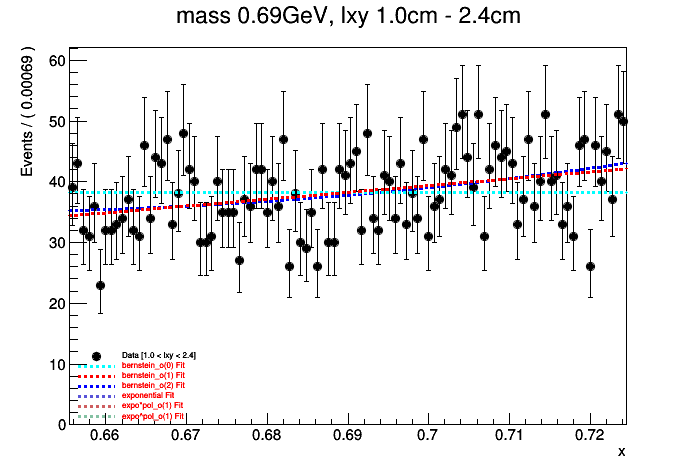 mass 0.69GeV, lxy 1.0cm - 2.4cm
Events / ( 0.00069 )
60
50
40
30
20
10
0
Data [1.0 < lxy < 2.4]
bernstein_o(0) Fit
bernstein_o(1) Fit
bernstein_o(2) Fit
exponential Fit
expo*pol_o(1) Fit
expo*pol_o(1) Fit
0.66 0.67 0.68 0.69 0.7 0.71 0.72
x